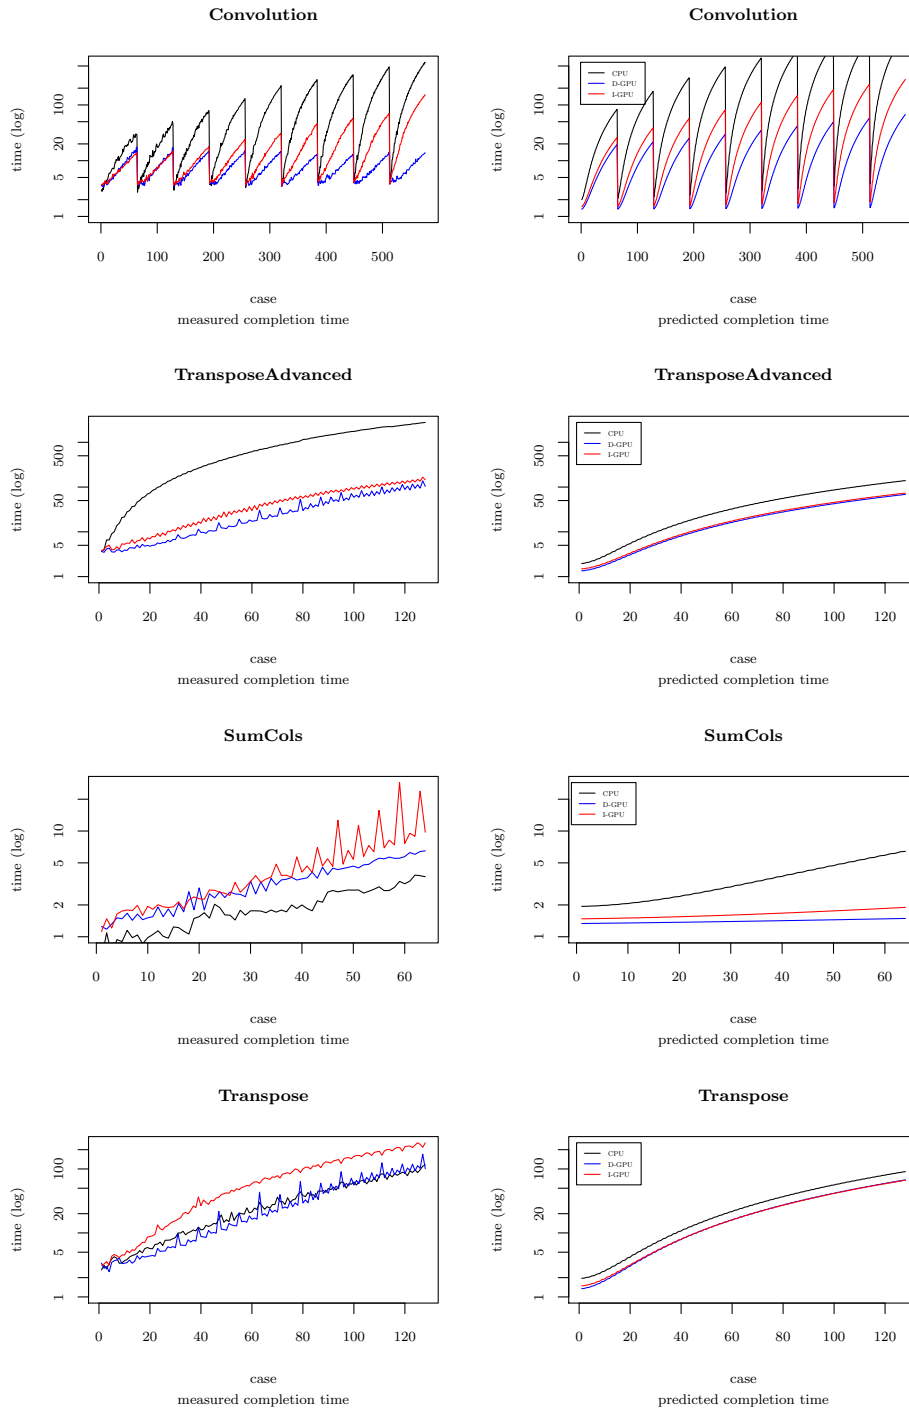 Convolution
time (log)
1 5 20 100
0 100 200 300 400 500
case
measured completion time
Convolution
CPU
D-GPU
I-GPU
time (log)
1 5 20 100
0 100 200 300 400 500
case
predicted completion time
TransposeAdvanced
time (log)
1 5 50 500
0 20 40 60 80 100 120
case
measured completion time
TransposeAdvanced
CPU
D-GPU
I-GPU
time (log)
1 5 50 500
0 20 40 60 80 100 120
case
predicted completion time
SumCols
time (log)
1 2 5 10
0 10 20 30 40 50 60
case
measured completion time
SumCols
CPU
D-GPU
I-GPU
time (log)
1 2 5 10
0 10 20 30 40 50 60
case
predicted completion time
Transpose
time (log)
1 5 20 100
0 20 40 60 80 100 120
case
measured completion time
Transpose
CPU
D-GPU
I-GPU
time (log)
1 5 20 100
0 20 40 60 80 100 120
case
predicted completion time